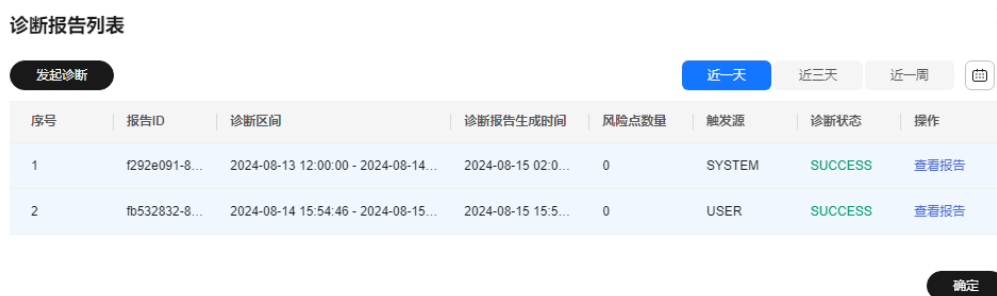 诊断报告列表
发起诊断 近一天 近三天 近一周
序号 报告ID 诊断区间 诊断报告生成时间 风险点数量 触发源 诊断状态 操作
1 f292e091-8... 2024-08-13 12:00:00 - 2024-08-14... 2024-08-15 02:0... 0 SYSTEM SUCCESS 查看报告
2 fb532832-8... 2024-08-14 15:54:46 - 2024-08-15... 2024-08-15 15:5... 0 USER SUCCESS 查看报告
确定